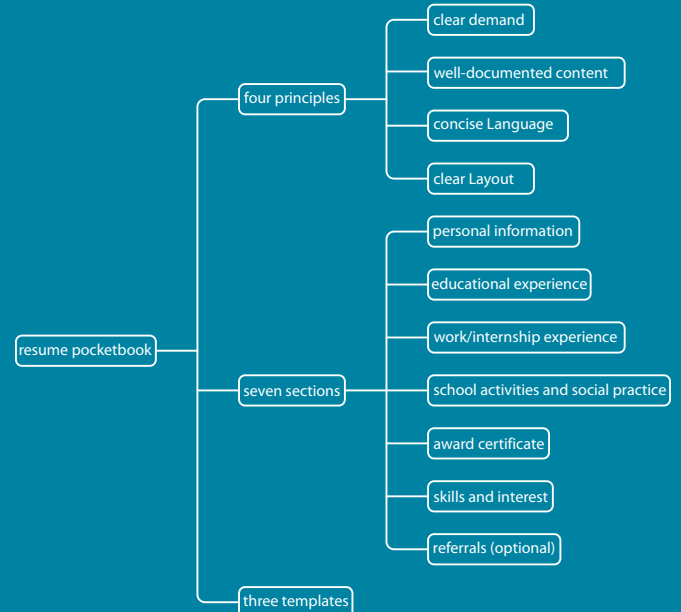 clear demand
well-documented content
four principles
concise Language
clear Layout
personal information
educational experience
work/internship experience
resume pocketbook
seven sections
school activities and social practice
award certificate
skills and interest
referrals (optional)
three templates